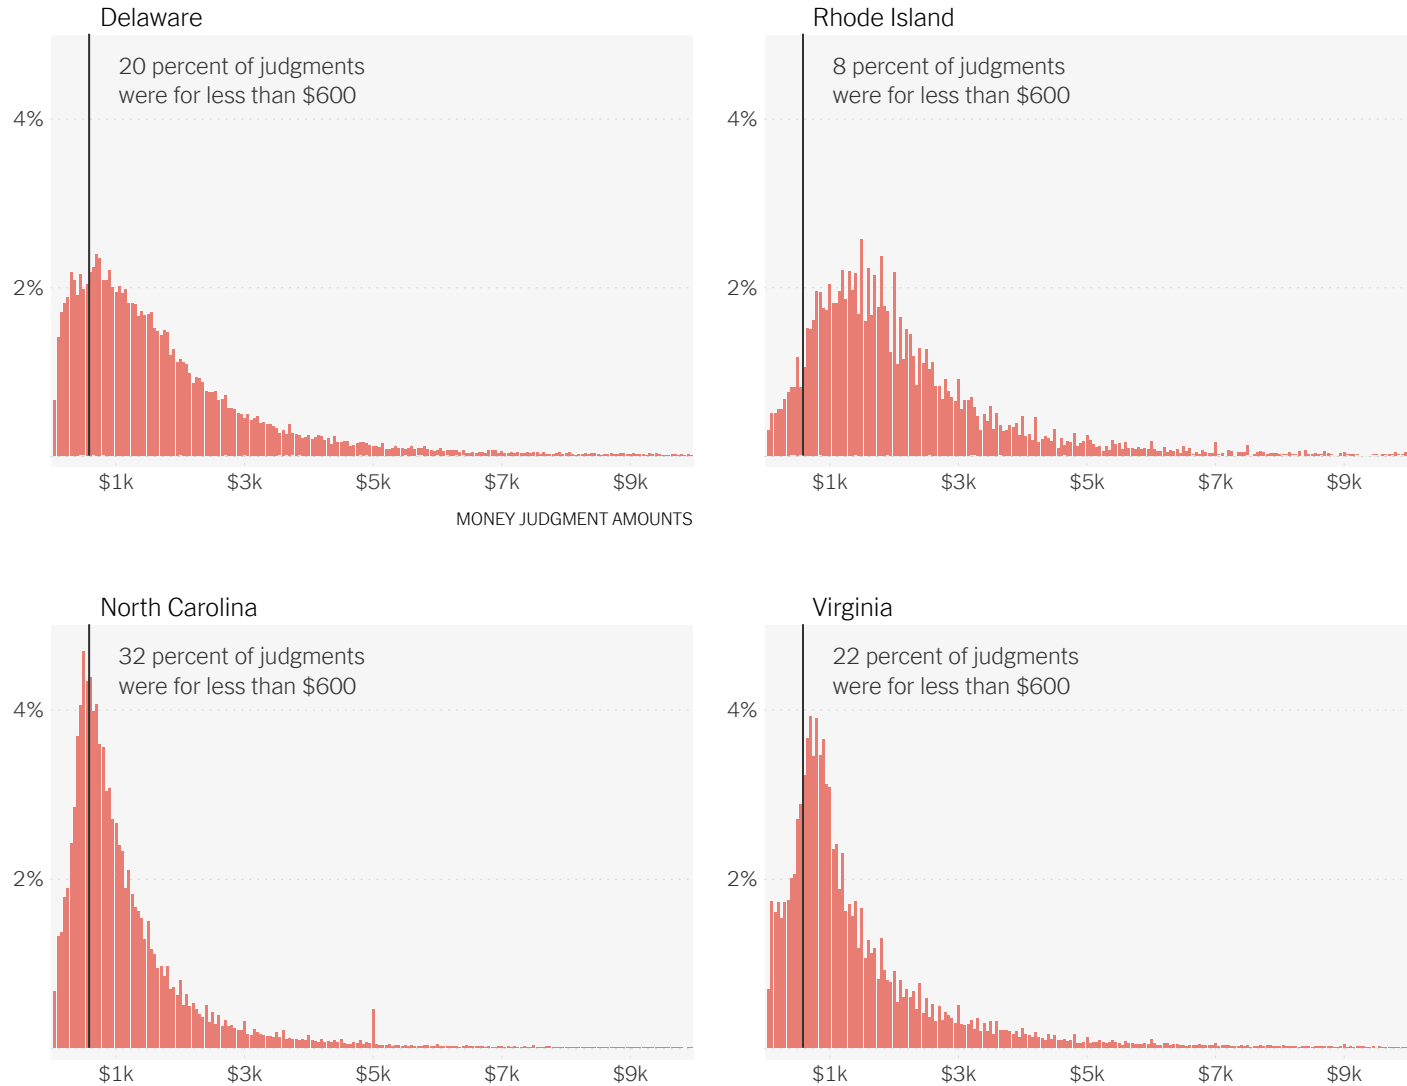 Delaware
20 percent of judgments
were for less than $600
4%
2%
$1k
$3k
$5k
$7k
$9k
MONEY JUDGMENT AMOUNTS
Rhode Island
8 percent of judgments
were for less than $600
4%
2%
$1k
$3k
$5k
$7k
$9k
North Carolina
32 percent of judgments
were for less than $600
4%
2%
$1k
$3k
$5k
$7k
$9k
Virginia
22 percent of judgments
were for less than $600
4%
2%
$1k
$3k
$5k
$7k
$9k